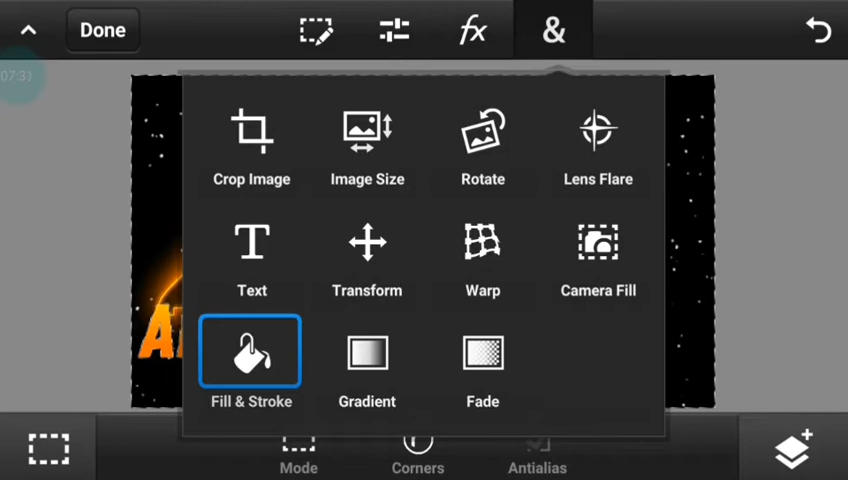 Done
fx
&
07:3
Crop Image
Image Size
Rotate
Lens Flare
T
Text
Transform
Warp
Camera Fill
Fill & Stroke
Gradient
Fade
Mode
Corners
Antialias